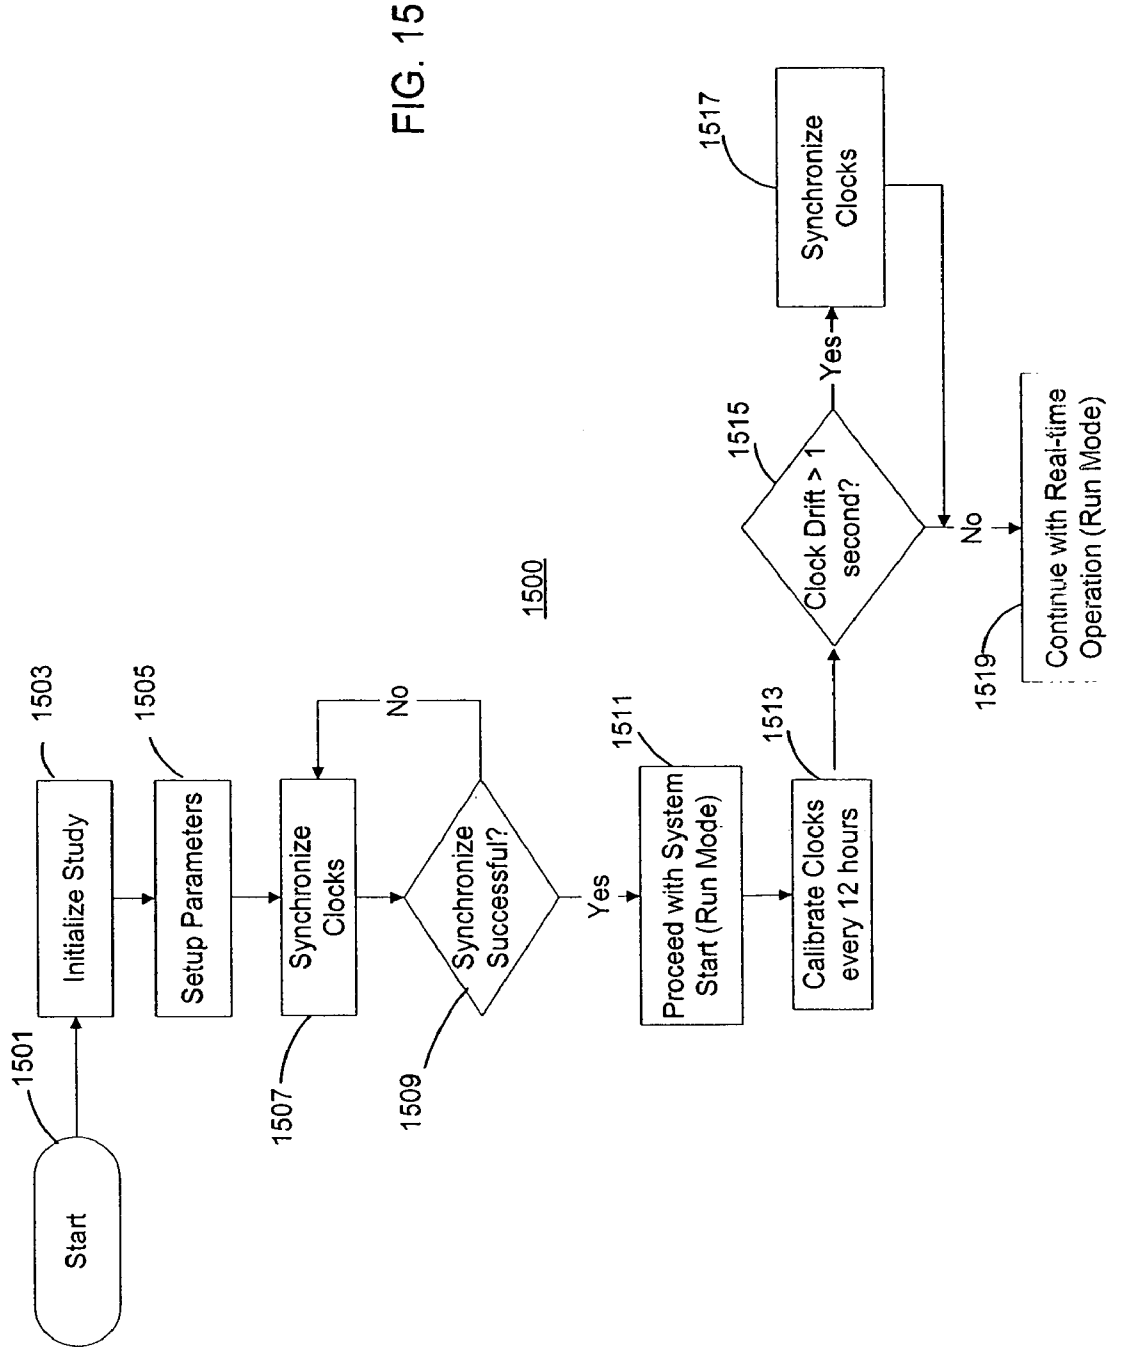 FIG. 15
1500
1501
Start
1503
Initialize Study
1505
Setup Parameters
1507
Synchronize
Clocks
No
1509
Synchronize
Successful?
Yes
1511
Proceed with System
Start (Run Mode)
1513
Calibrate Clocks
every 12 hours
1515
Clock Drift > 1
second?
Yes
1517
Synchronize
Clocks
No
1519
Continue with Real-time
Operation (Run Mode)